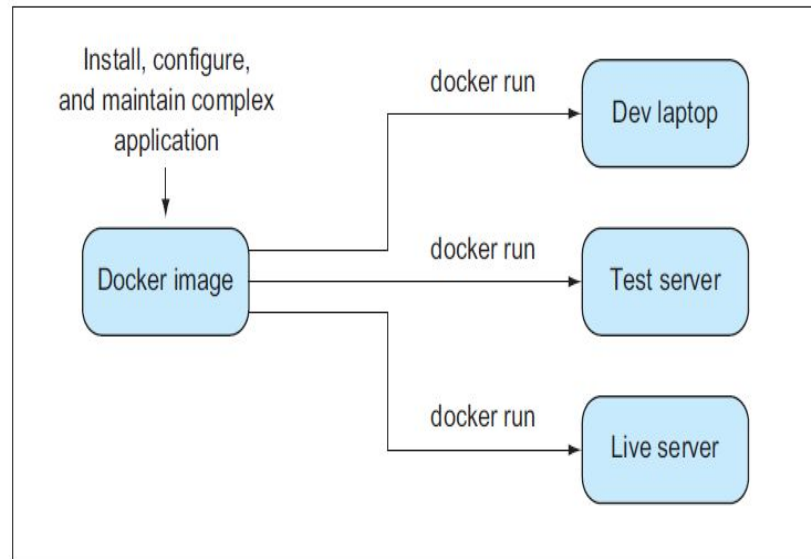 Install, configure,
and maintain complex
application
docker run
Dev laptop
Docker image
docker run
Test server
docker run
Live server